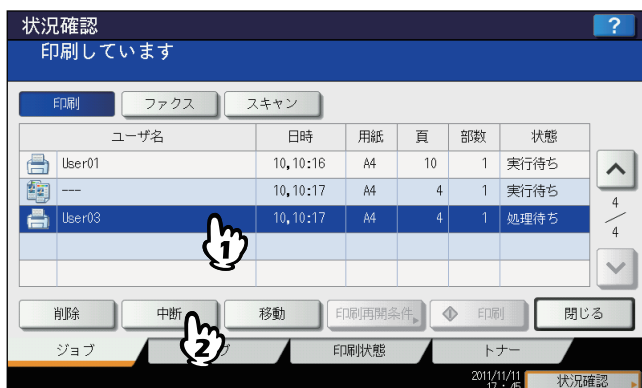 状況確認 ?
印刷しています
印刷 ファクス スキャン
ユーザ名 日時 用紙 頁 部数 状態
User01 10,10:16 A4 10 1 実行待ち
--- 10,10:17 A4 4 1 実行待ち
User03 10,10:17 A4 4 1 処理待ち
1
4
4
削除 中断 移動 印刷再開条件 印刷 閉じる
2
ジョブ グ 印刷状態 トナー
2011/11/11
17:45 状況確認